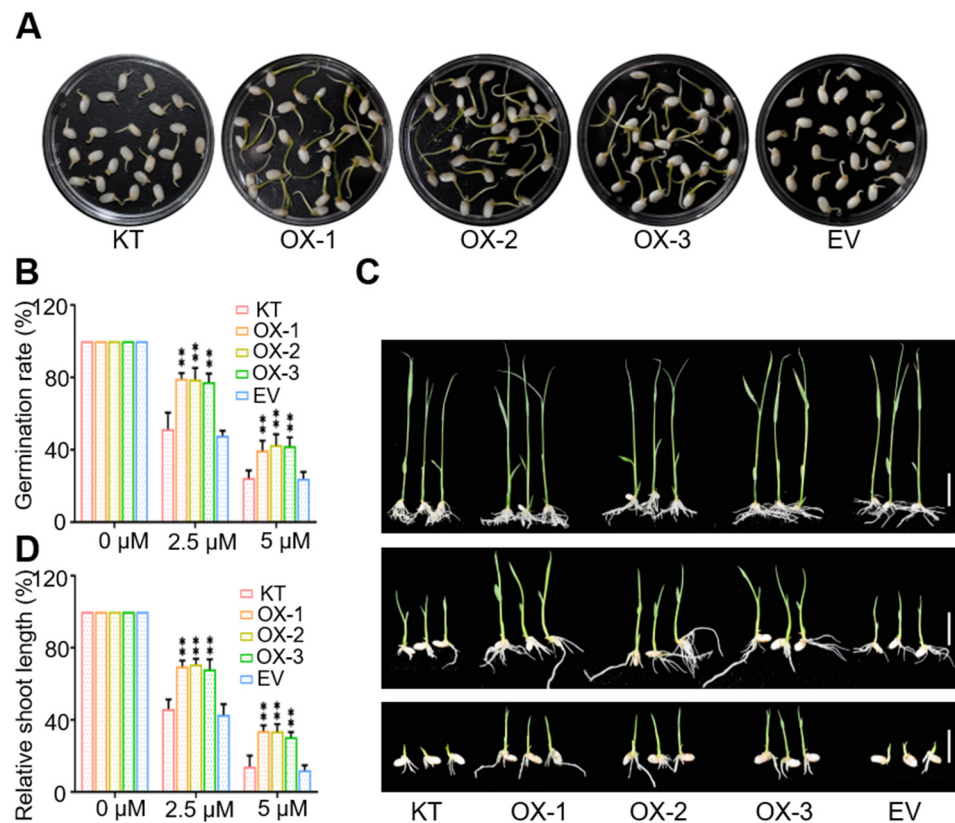 A
KT OX-1 OX-2 OX-3 EV
B
Germination rate (%)
120
80
40
0
KT
OX-1
OX-2
OX-3
EV
** ** **
** ** **
0 μM 2.5 μM 5 μM
C
KT OX-1 OX-2 OX-3 EV
D
Relative shoot length (%)
120
80
40
0
KT
OX-1
OX-2
OX-3
EV
** ** **
** ** **
0 μM 2.5 μM 5 μM